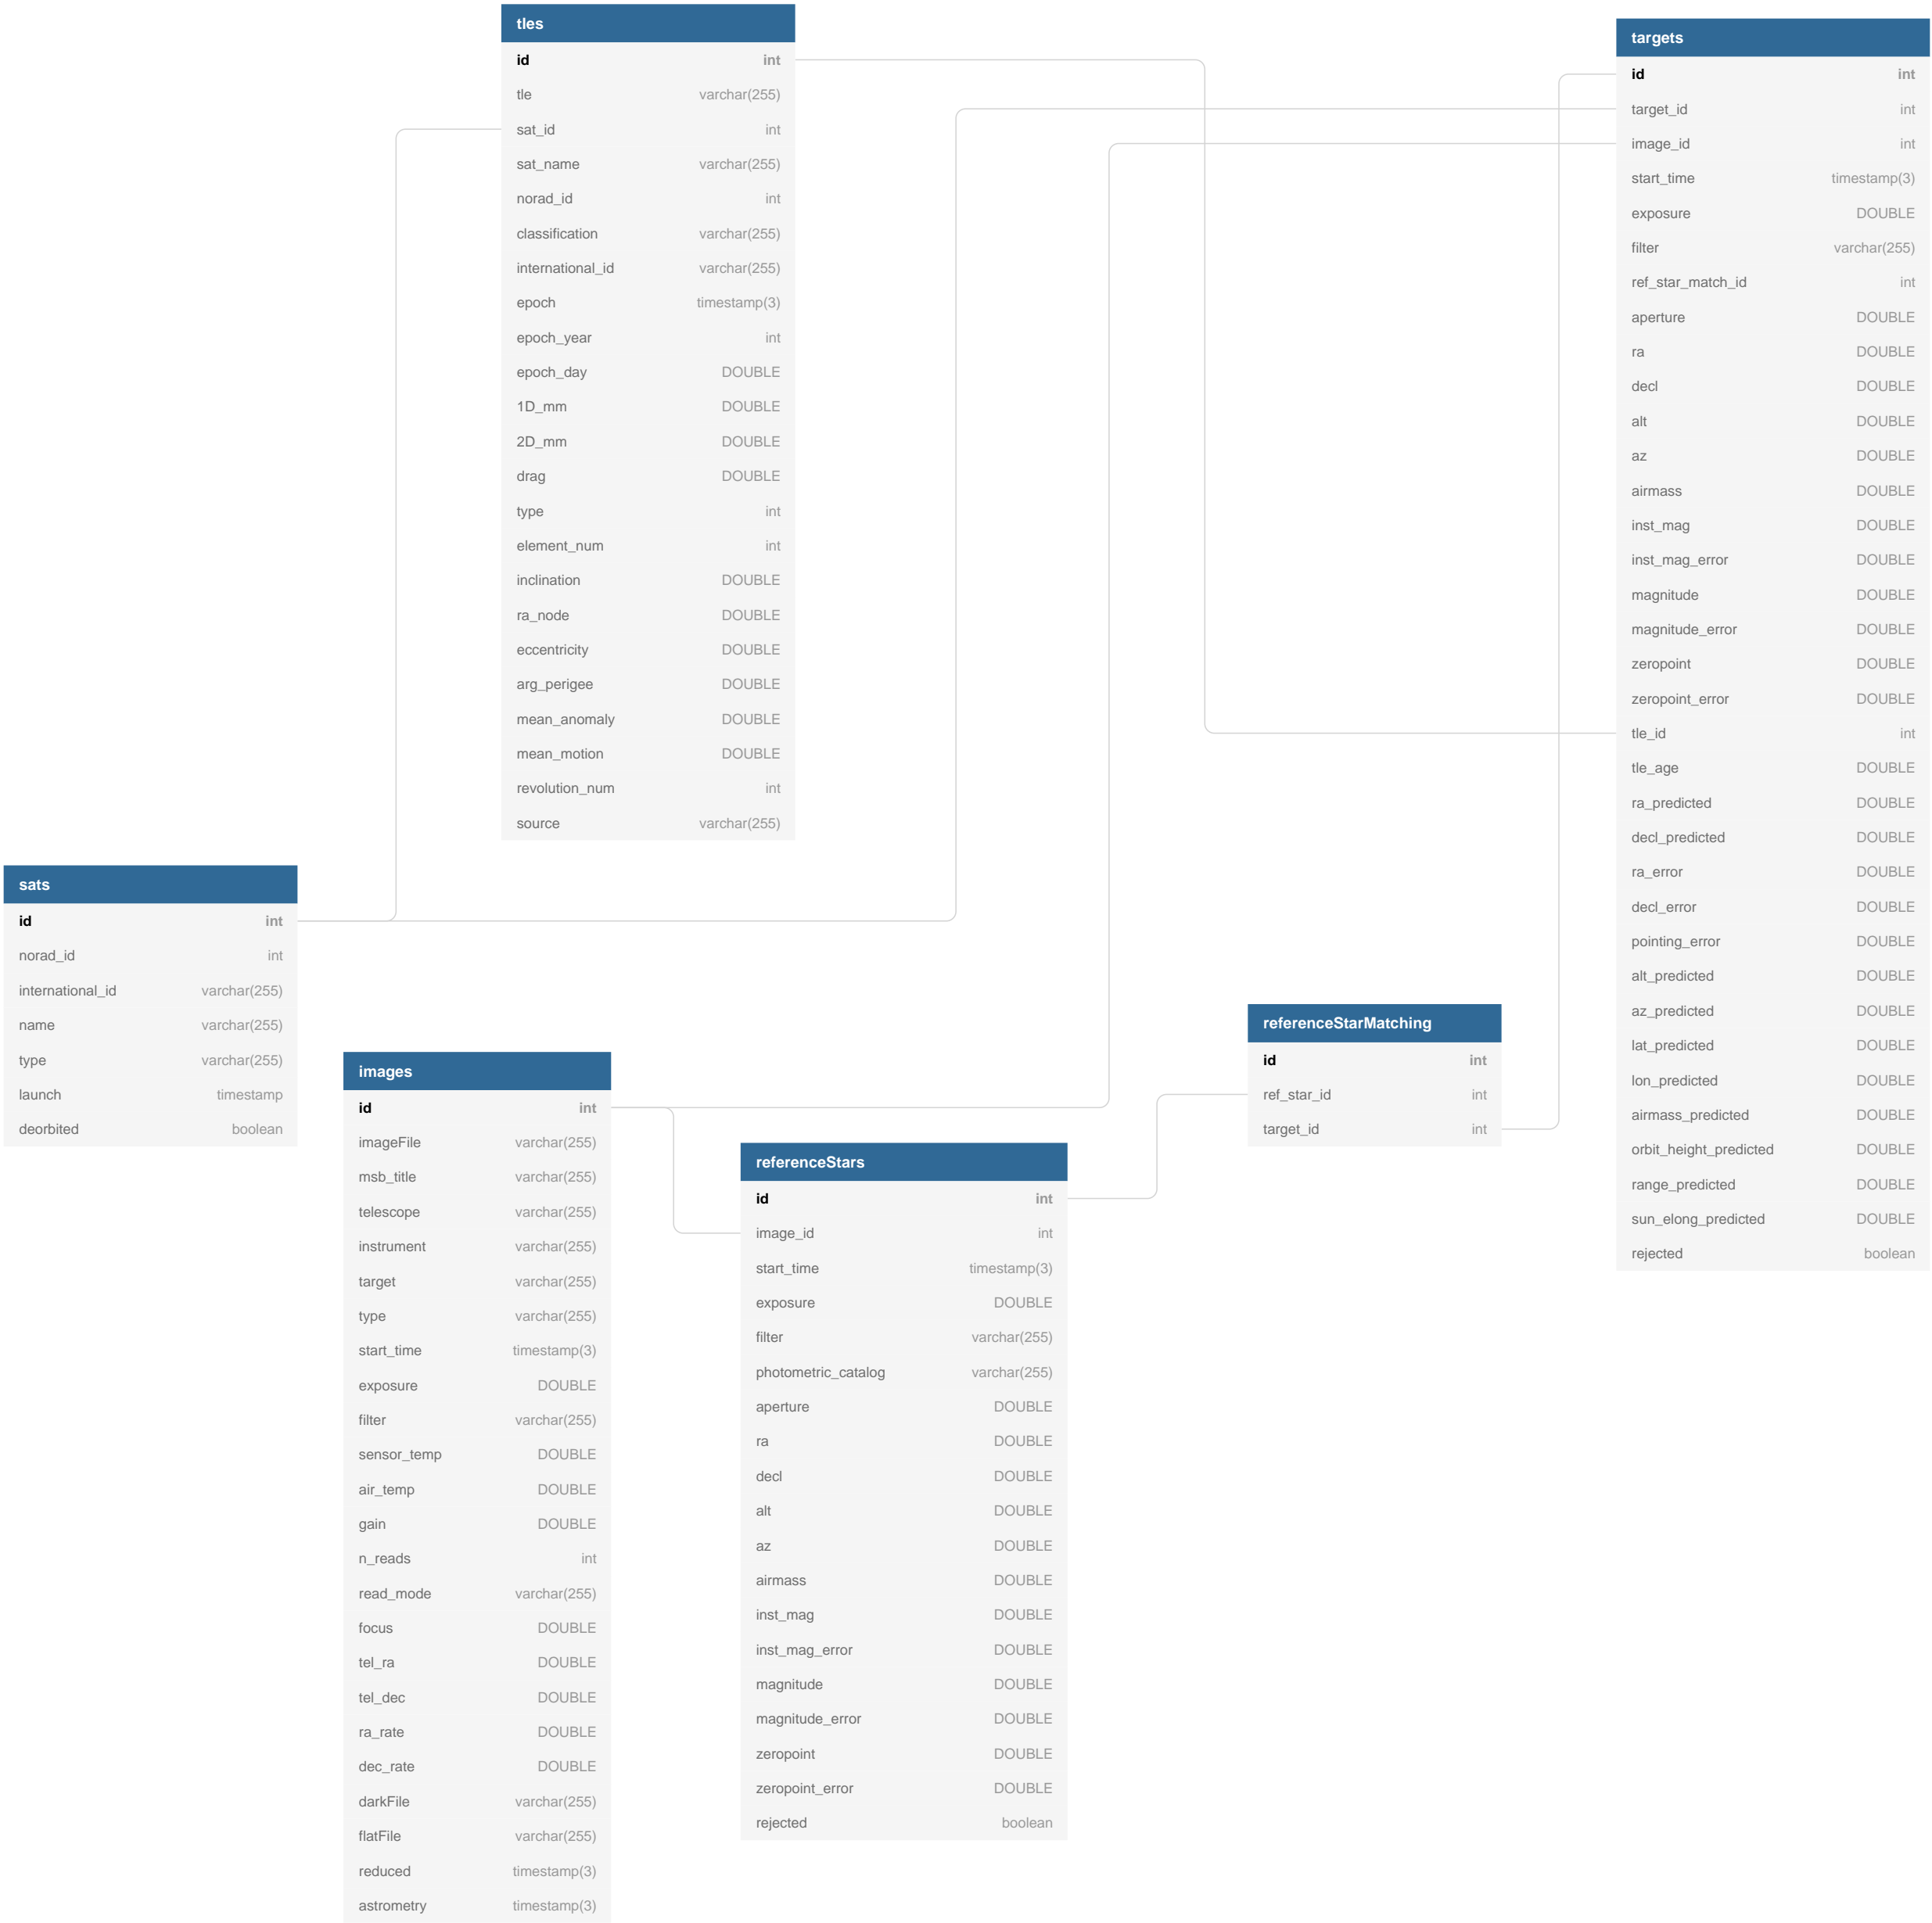 tles
id int
tle varchar(255)
sat_id int
sat_name varchar(255)
norad_id int
classification varchar(255)
international_id varchar(255)
epoch timestamp(3)
epoch_year int
epoch_day DOUBLE
1D_mm DOUBLE
2D_mm DOUBLE
drag DOUBLE
type int
element_num int
inclination DOUBLE
ra_node DOUBLE
eccentricity DOUBLE
arg_perigee DOUBLE
mean_anomaly DOUBLE
mean_motion DOUBLE
revolution_num int
source varchar(255)
targets
id int
target_id int
image_id int
start_time timestamp(3)
exposure DOUBLE
filter varchar(255)
ref_star_match_id int
aperture DOUBLE
ra DOUBLE
decl DOUBLE
alt DOUBLE
az DOUBLE
airmass DOUBLE
inst_mag DOUBLE
inst_mag_error DOUBLE
magnitude DOUBLE
magnitude_error DOUBLE
zeropoint DOUBLE
zeropoint_error DOUBLE
tle_id int
tle_age DOUBLE
ra_predicted DOUBLE
decl_predicted DOUBLE
ra_error DOUBLE
decl_error DOUBLE
pointing_error DOUBLE
alt_predicted DOUBLE
az_predicted DOUBLE
lat_predicted DOUBLE
lon_predicted DOUBLE
airmass_predicted DOUBLE
orbit_height_predicted DOUBLE
range_predicted DOUBLE
sun_elong_predicted DOUBLE
rejected boolean
sats
id int
norad_id int
international_id varchar(255)
name varchar(255)
type varchar(255)
launch timestamp
deorbited boolean
images
id int
imageFile varchar(255)
msb_title varchar(255)
telescope varchar(255)
instrument varchar(255)
target varchar(255)
type varchar(255)
start_time timestamp(3)
exposure DOUBLE
filter varchar(255)
sensor_temp DOUBLE
air_temp DOUBLE
gain DOUBLE
n_reads int
read_mode varchar(255)
focus DOUBLE
tel_ra DOUBLE
tel_dec DOUBLE
ra_rate DOUBLE
dec_rate DOUBLE
darkFile varchar(255)
flatFile varchar(255)
reduced timestamp(3)
astrometry timestamp(3)
referenceStars
id int
image_id int
start_time timestamp(3)
exposure DOUBLE
filter varchar(255)
photometric_catalog varchar(255)
aperture DOUBLE
ra DOUBLE
decl DOUBLE
alt DOUBLE
az DOUBLE
airmass DOUBLE
inst_mag DOUBLE
inst_mag_error DOUBLE
magnitude DOUBLE
magnitude_error DOUBLE
zeropoint DOUBLE
zeropoint_error DOUBLE
rejected boolean
referenceStarMatching
id int
ref_star_id int
target_id int